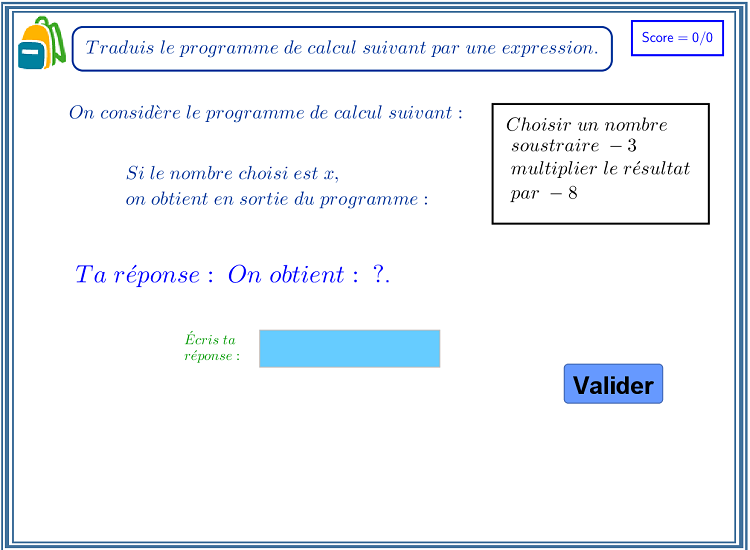 Traduis le programme de calcul suivant par une expression.
Score = 0/0
On considère le programme de calcul suivant :
Choisir un nombre
soustraire − 3
multiplier le résultat
par − 8
Si le nombre choisi est x,
on obtient en sortie du programme :
Ta réponse : On obtient : ?.
Écris ta
réponse :
Valider